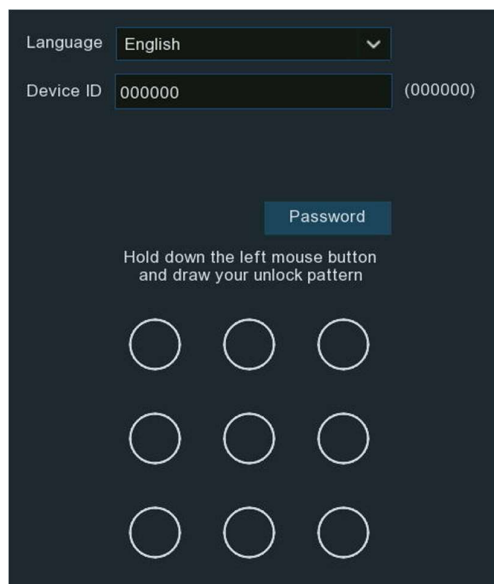 Language English
Device ID 000000 (000000)
Password
Hold down the left mouse button
and draw your unlock pattern